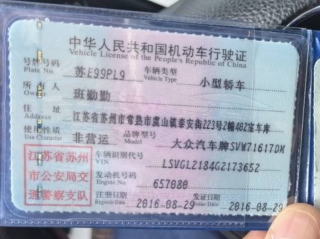 中华人民共和国机动车行驶证
Vehicle License of the People's Republic of China
号牌号码 苏E99PL9 车辆类型 小型轿车
Plate No. Vehicle Type
所有人 班勤勤
Owner
住址 江苏省苏州市常熟市虞山镇泰安街223号2幢402室车库
Address
使用性质 非营运 品牌型号 大众汽车牌SVW71617DM
Use Character Model
江苏省苏州 车辆识别代号 LSVGL2184G2173652
市公安局交 VIN
通警察支队 发动机号码 657080
Engine No.
注册日期 2016-08-29 发证日期 2016-08-29
Register Date Issue Date